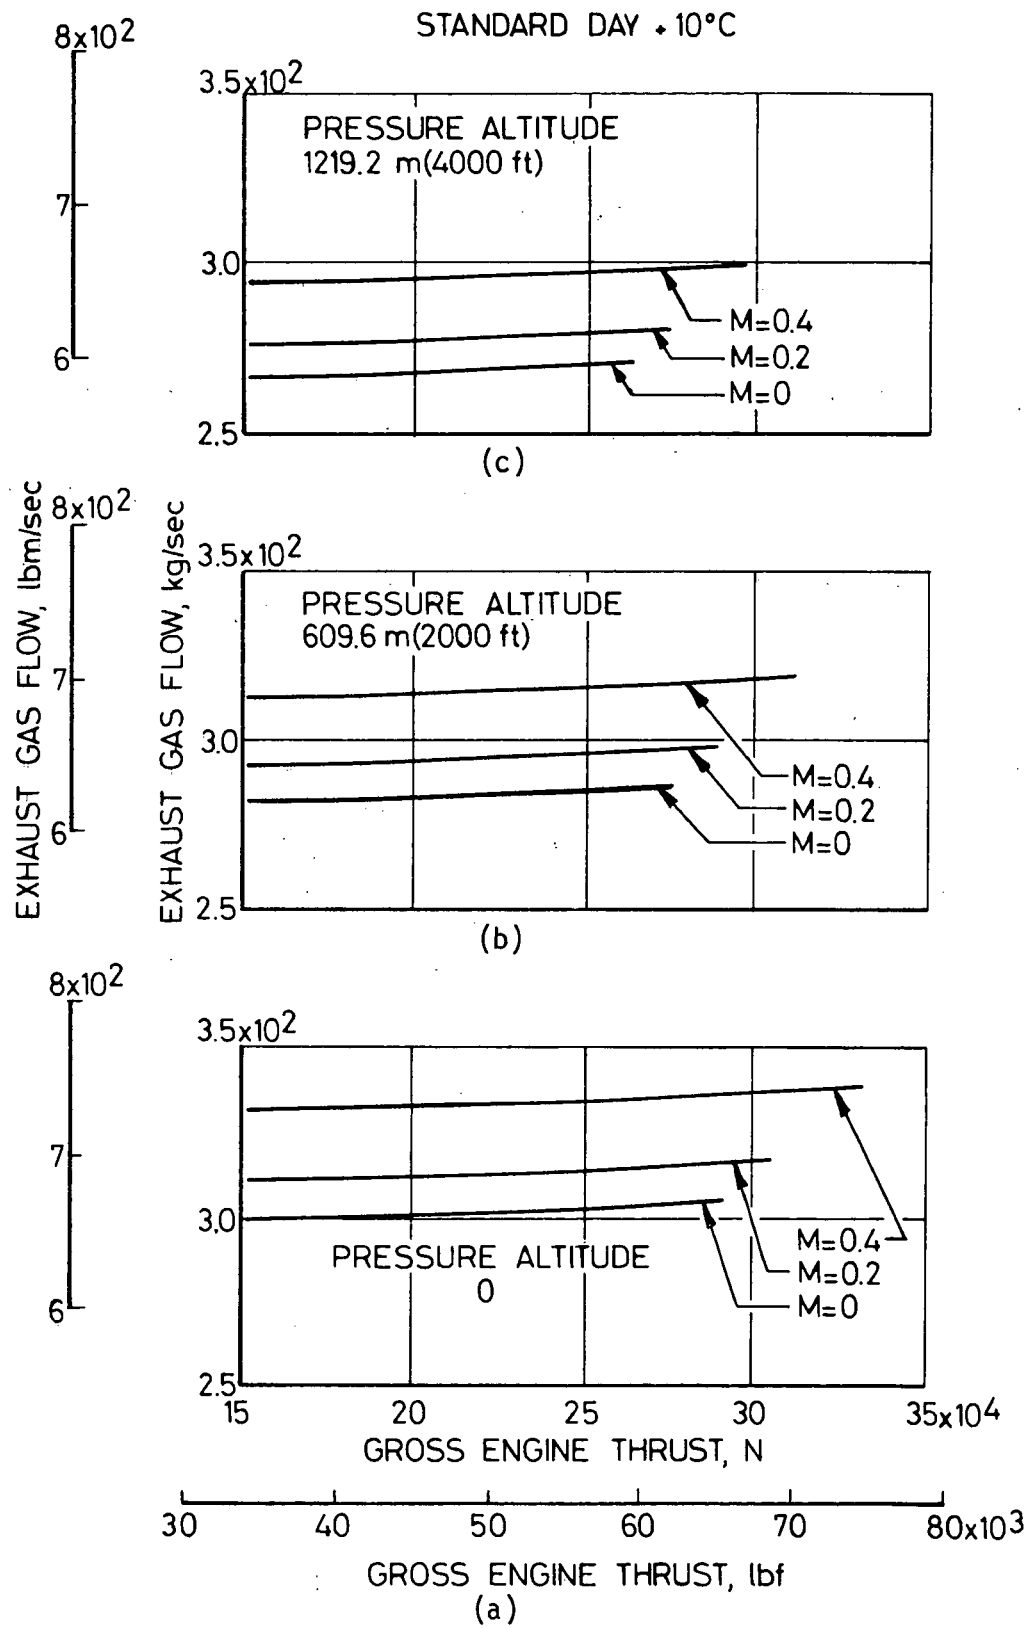 STANDARD DAY + 10°C
8x10²
7
6
3.5x10²
3.0
2.5
PRESSURE ALTITUDE
1219.2 m(4000 ft)
M=0.4
M=0.2
M=0
(c)
EXHAUST GAS FLOW, lbm/sec
EXHAUST GAS FLOW, kg/sec
8x10²
7
6
3.5x10²
3.0
2.5
PRESSURE ALTITUDE
609.6 m(2000 ft)
M=0.4
M=0.2
M=0
(b)
8x10²
7
6
3.5x10²
3.0
2.5
PRESSURE ALTITUDE
0
M=0.4
M=0.2
M=0
15 20 25 30 35x10⁴
GROSS ENGINE THRUST, N
30 40 50 60 70 80x10³
GROSS ENGINE THRUST, lbf
(a)